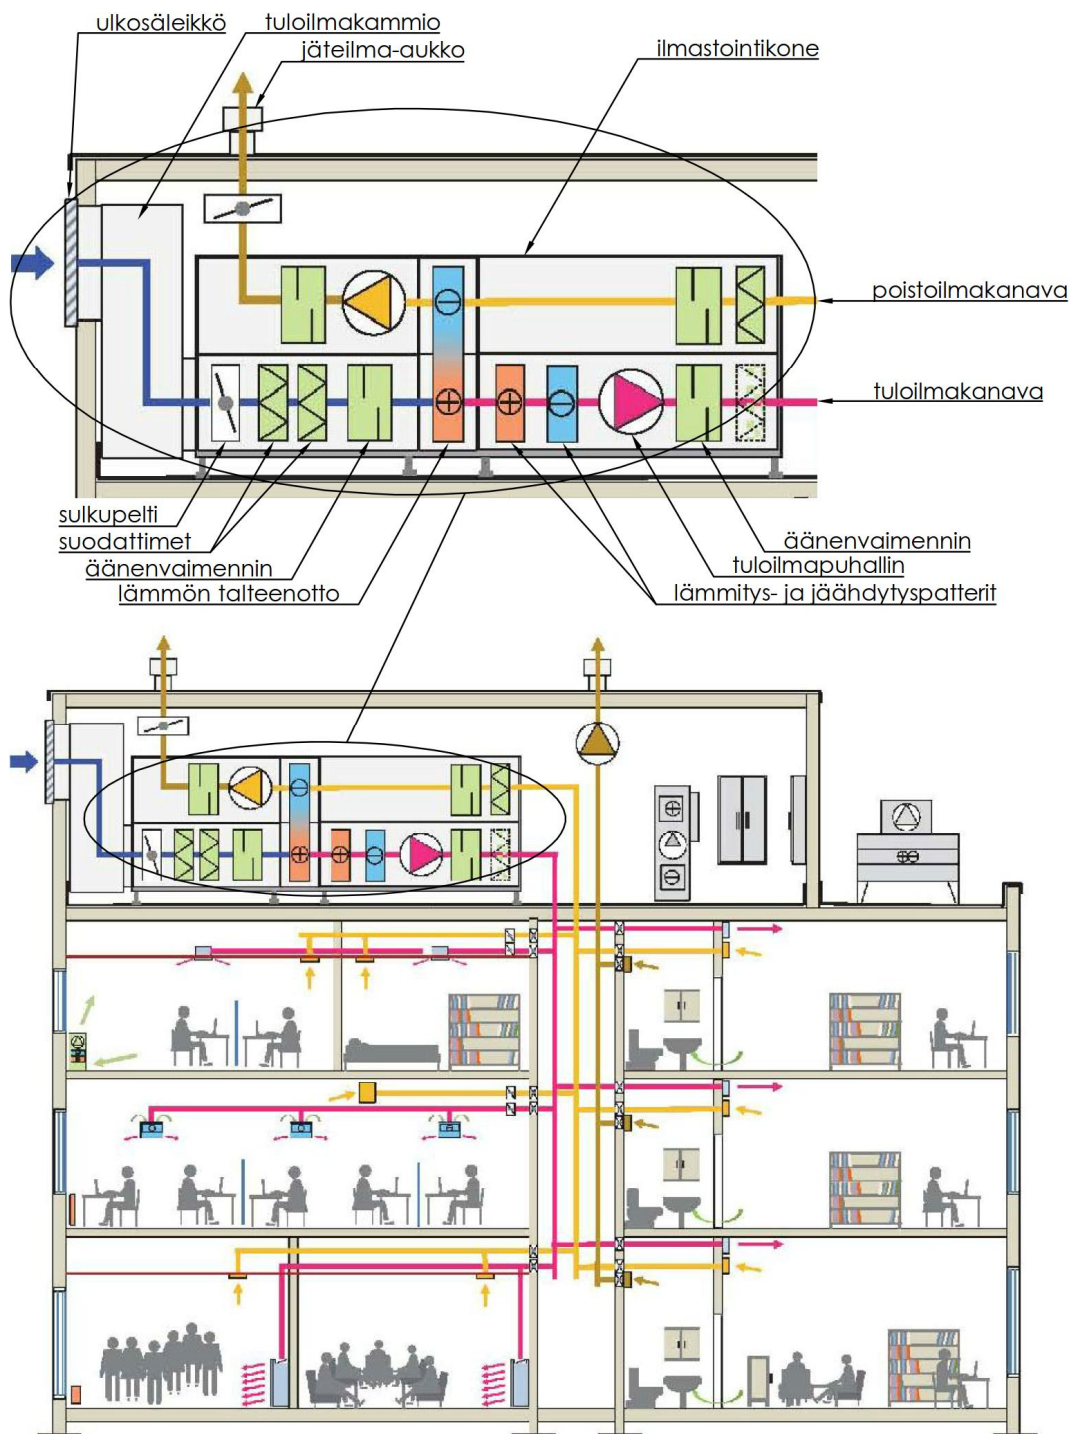 ulkosäleikkö
tuloilmakammio
jäteilma-aukko
ilmastointikone
poistoilmakanava
tuloilmakanava
sulkupelti
suodattimet
äänenvaimennin
lämmön talteenotto
äänenvaimennin
tuloilmapuhallin
lämmitys- ja jäähdytyspatterit